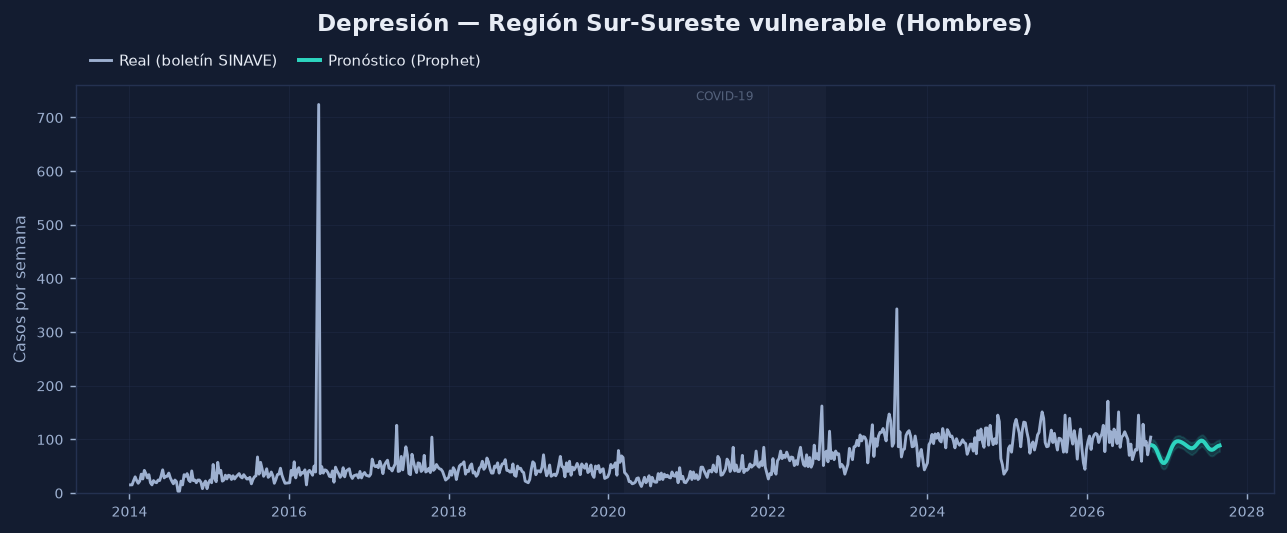 Depresión — Región Sur-Sureste vulnerable (Hombres)
Real (boletín SINAVE) Pronóstico (Prophet)
COVID-19
Casos por semana
700
600
500
400
300
200
100
0
2014 2016 2018 2020 2022 2024 2026 2028